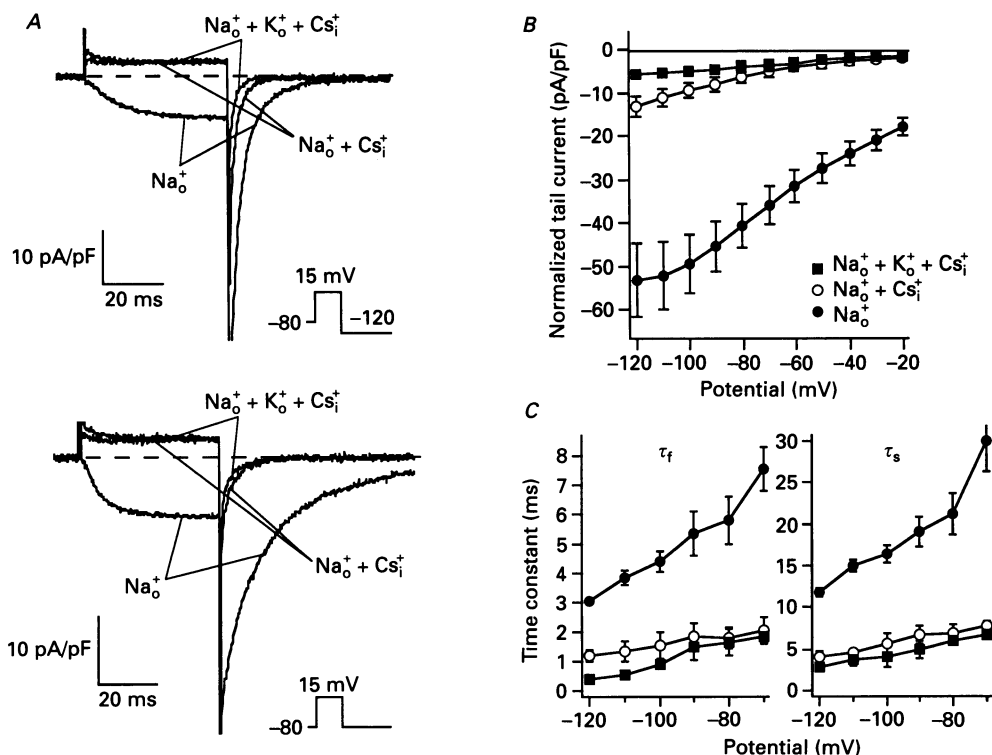 A
Na⁺ₒ + K⁺ₒ + Cs⁺ᵢ
Na⁺ₒ + Cs⁺ᵢ
Na⁺ₒ
10 pA/pF
20 ms
15 mV
−80
−120
Na⁺ₒ + K⁺ₒ + Cs⁺ᵢ
Na⁺ₒ + Cs⁺ᵢ
Na⁺ₒ
10 pA/pF
20 ms
15 mV
−80
B
Normalized tail current (pA/pF)
0
−10
−20
−30
−40
−50
−60
Na⁺ₒ + K⁺ₒ + Cs⁺ᵢ
Na⁺ₒ + Cs⁺ᵢ
Na⁺ₒ
−120 −100 −80 −60 −40 −20
Potential (mV)
C
Time constant (ms)
τf
8
7
6
5
4
3
2
1
0
−120 −100 −80
τs
30
25
20
15
10
5
0
−120 −100 −80
Potential (mV)